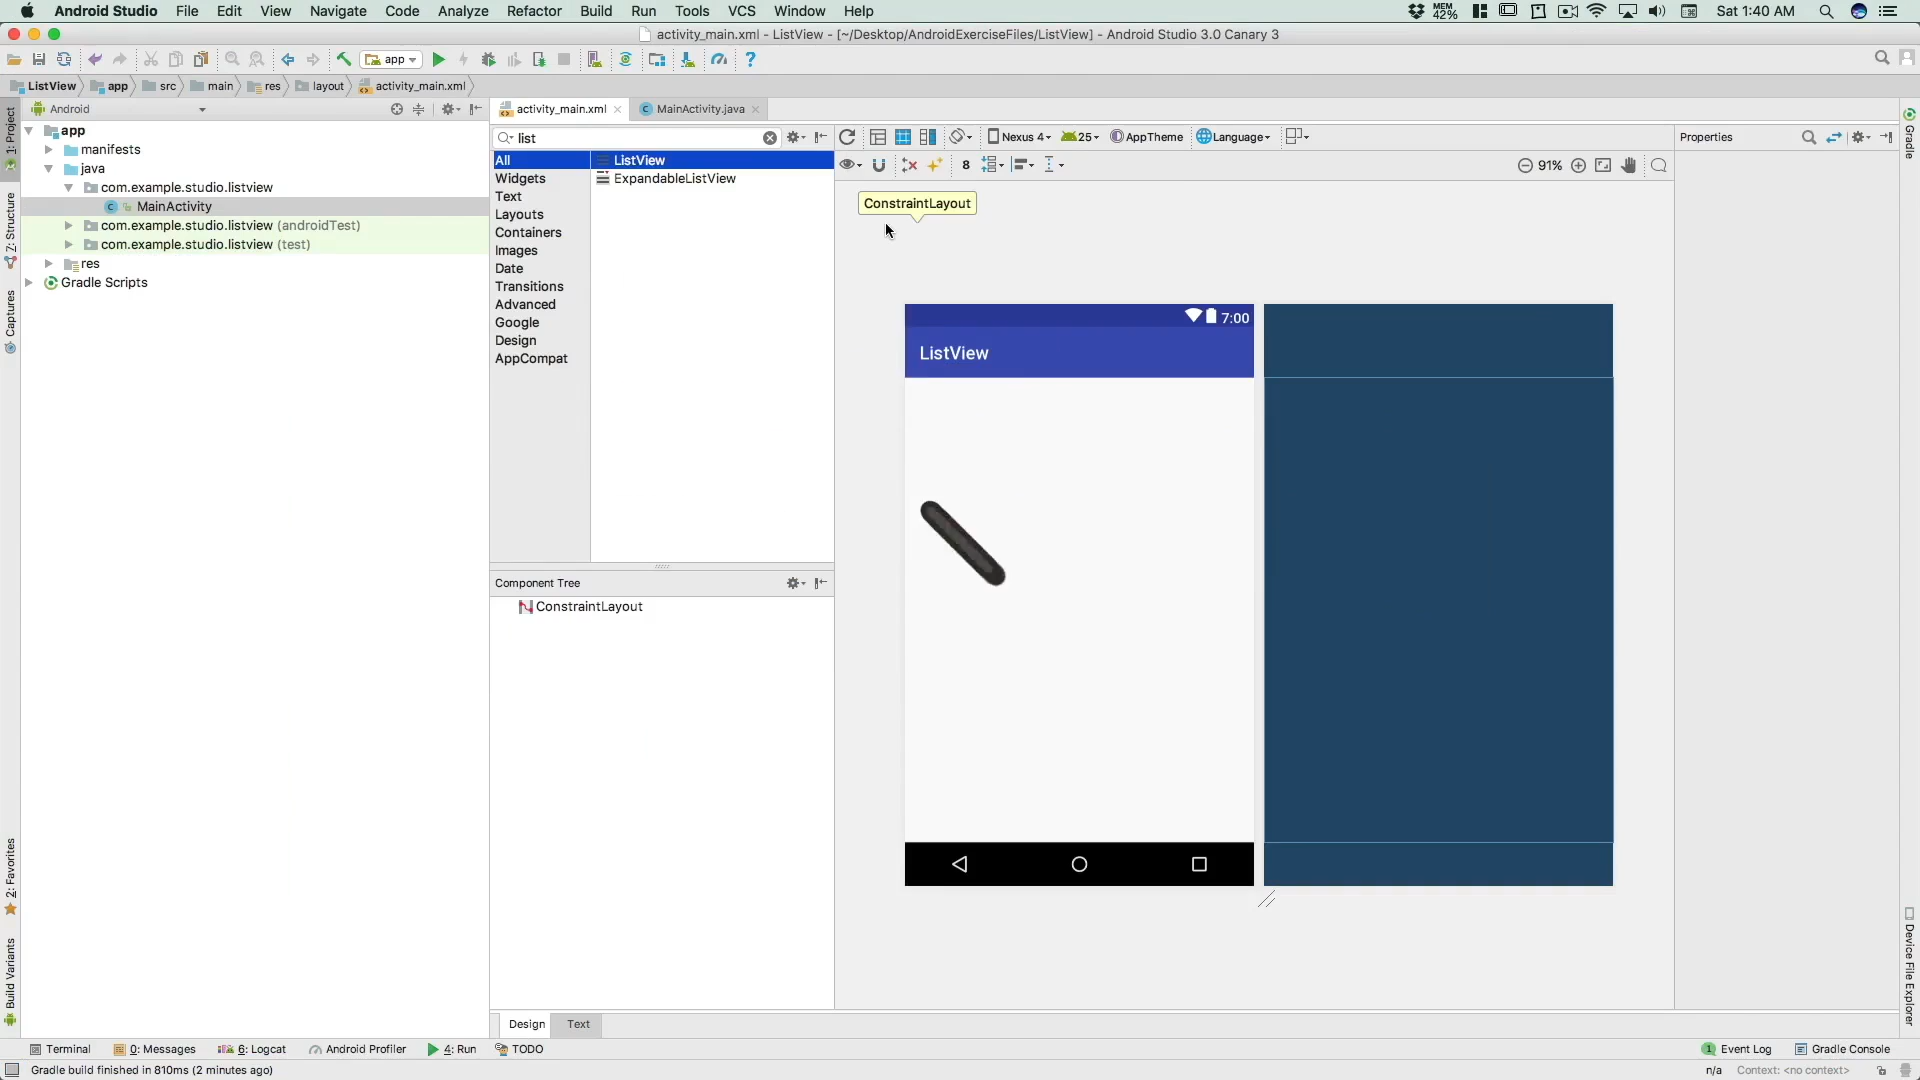 Android Studio File Edit View Navigate Code Analyze Refactor Build Run Tools VCS Window Help
MEM 42% Sat 1:40 AM
activity_main.xml - ListView - [~/Desktop/AndroidExerciseFiles/ListView] - Android Studio 3.0 Canary 3
app
ListView app src main res layout activity_main.xml
Android
activity_main.xml MainActivity.java
1: Project
Z: Structure
Captures
2: Favorites
Build Variants
app
manifests
java
com.example.studio.listview
MainActivity
com.example.studio.listview (androidTest)
com.example.studio.listview (test)
res
Gradle Scripts
list
All
Widgets
Text
Layouts
Containers
Images
Date
Transitions
Advanced
Google
Design
AppCompat
ListView
ExpandableListView
Component Tree
ConstraintLayout
Nexus 4 25 AppTheme Language
8
91%
ConstraintLayout
7:00
ListView
Properties
Gradle
Device File Explorer
Design Text
Terminal 0: Messages 6: Logcat Android Profiler 4: Run TODO
1 Event Log Gradle Console
Gradle build finished in 810ms (2 minutes ago)
n/a Context: <no context>